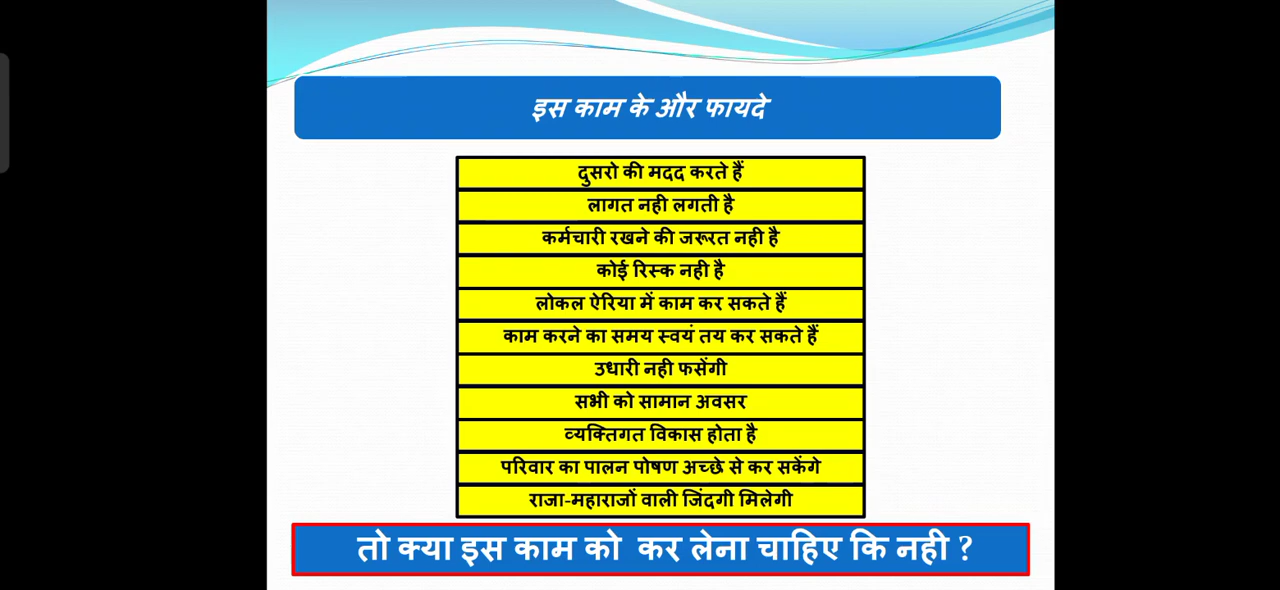 इस काम के और फायदे
दुसरो की मदद करते हैं
लागत नही लगती है
कर्मचारी रखने की जरूरत नही है
कोई रिस्क नही है
लोकल ऐरिया में काम कर सकते हैं
काम करने का समय स्वयं तय कर सकते हैं
उधारी नही फसेंगी
सभी को सामान अवसर
व्यक्तिगत विकास होता है
परिवार का पालन पोषण अच्छे से कर सकेंगे
राजा-महाराजों वाली जिंदगी मिलेगी
तो क्या इस काम को कर लेना चाहिए कि नही ?